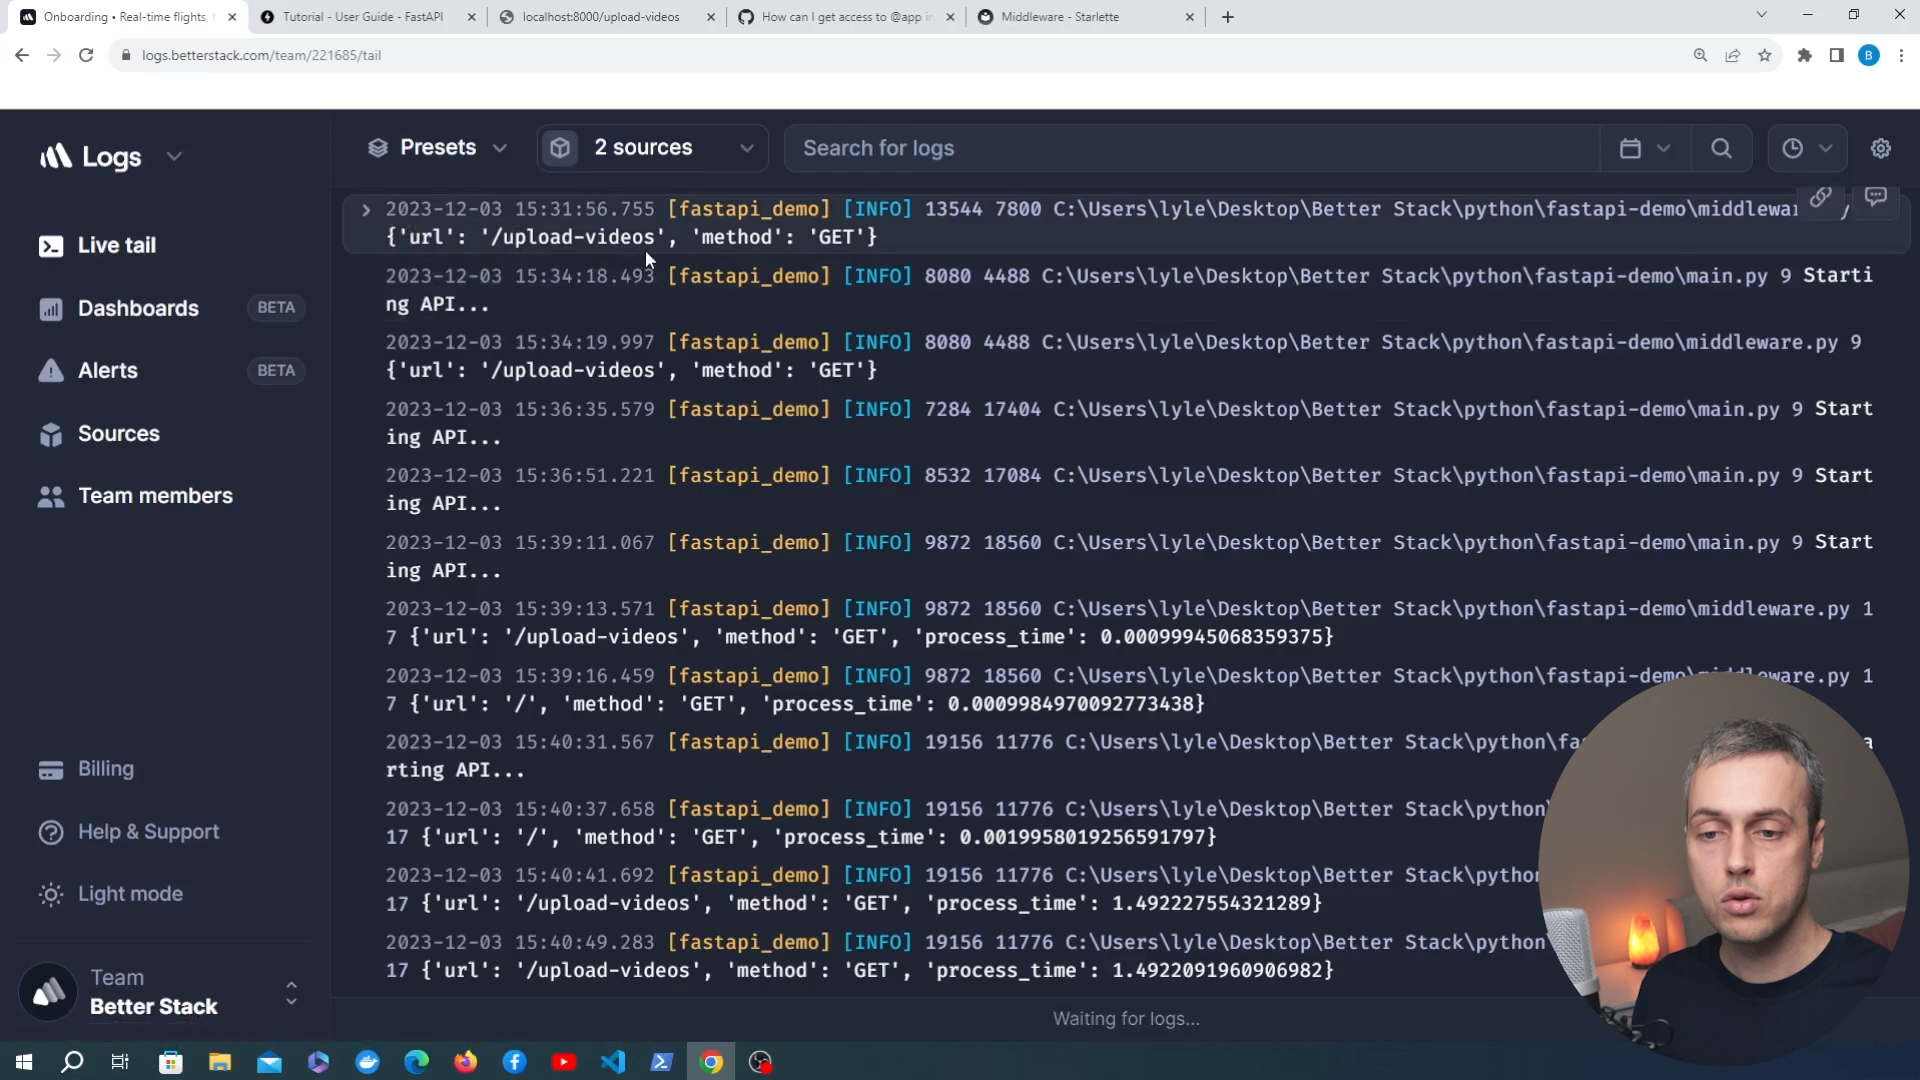 Onboarding • Real-time flights,
Tutorial - User Guide - FastAPI
localhost:8000/upload-videos
How can I get access to @app in
Middleware - Starlette
logs.betterstack.com/team/221685/tail
B
Logs
Presets
2 sources
Search for logs
Live tail
Dashboards BETA
Alerts BETA
Sources
Team members
Billing
Help & Support
Light mode
Team
Better Stack
2023-12-03 15:31:56.755 [fastapi_demo] [INFO] 13544 7800 C:\Users\lyle\Desktop\Better Stack\python\fastapi-demo\middlewar
{'url': '/upload-videos', 'method': 'GET'}
2023-12-03 15:34:18.493 [fastapi_demo] [INFO] 8080 4488 C:\Users\lyle\Desktop\Better Stack\python\fastapi-demo\main.py 9 Starti
ng API...
2023-12-03 15:34:19.997 [fastapi_demo] [INFO] 8080 4488 C:\Users\lyle\Desktop\Better Stack\python\fastapi-demo\middleware.py 9
{'url': '/upload-videos', 'method': 'GET'}
2023-12-03 15:36:35.579 [fastapi_demo] [INFO] 7284 17404 C:\Users\lyle\Desktop\Better Stack\python\fastapi-demo\main.py 9 Start
ing API...
2023-12-03 15:36:51.221 [fastapi_demo] [INFO] 8532 17084 C:\Users\lyle\Desktop\Better Stack\python\fastapi-demo\main.py 9 Start
ing API...
2023-12-03 15:39:11.067 [fastapi_demo] [INFO] 9872 18560 C:\Users\lyle\Desktop\Better Stack\python\fastapi-demo\main.py 9 Start
ing API...
2023-12-03 15:39:13.571 [fastapi_demo] [INFO] 9872 18560 C:\Users\lyle\Desktop\Better Stack\python\fastapi-demo\middleware.py 1
7 {'url': '/upload-videos', 'method': 'GET', 'process_time': 0.00099945068359375}
2023-12-03 15:39:16.459 [fastapi_demo] [INFO] 9872 18560 C:\Users\lyle\Desktop\Better Stack\python\fastapi-demo\middleware.py 1
7 {'url': '/', 'method': 'GET', 'process_time': 0.0009984970092773438}
2023-12-03 15:40:31.567 [fastapi_demo] [INFO] 19156 11776 C:\Users\lyle\Desktop\Better Stack\python\fas a
rting API...
2023-12-03 15:40:37.658 [fastapi_demo] [INFO] 19156 11776 C:\Users\lyle\Desktop\Better Stack\python\
17 {'url': '/', 'method': 'GET', 'process_time': 0.0019958019256591797}
2023-12-03 15:40:41.692 [fastapi_demo] [INFO] 19156 11776 C:\Users\lyle\Desktop\Better Stack\python
17 {'url': '/upload-videos', 'method': 'GET', 'process_time': 1.492227554321289}
2023-12-03 15:40:49.283 [fastapi_demo] [INFO] 19156 11776 C:\Users\lyle\Desktop\Better Stack\python
17 {'url': '/upload-videos', 'method': 'GET', 'process_time': 1.4922091960906982}
Waiting for logs...